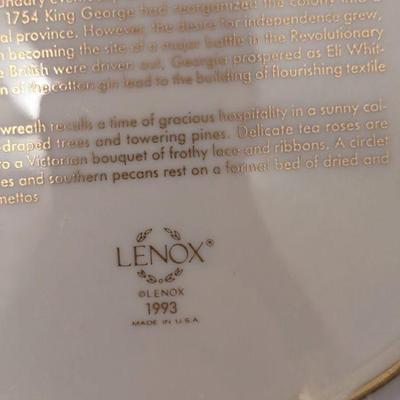 1754 King George had reorganized the colony into a
al province. However, the desire for independence grew,
becoming the site of a major battle in the Revolutionary
e British were driven out, Georgia prospered as Eli Whit-
n of the cotton gin lead to the building of flourishing textile
wreath recalls a time of gracious hospitality in a sunny col-
-draped trees and towering pines. Delicate tea roses are
o a Victorian bouquet of frothy lace and ribbons. A circlet
es and southern pecans rest on a formal bed of dried and
mettos
LENOX®
©LENOX
1993
MADE IN U.S.A.